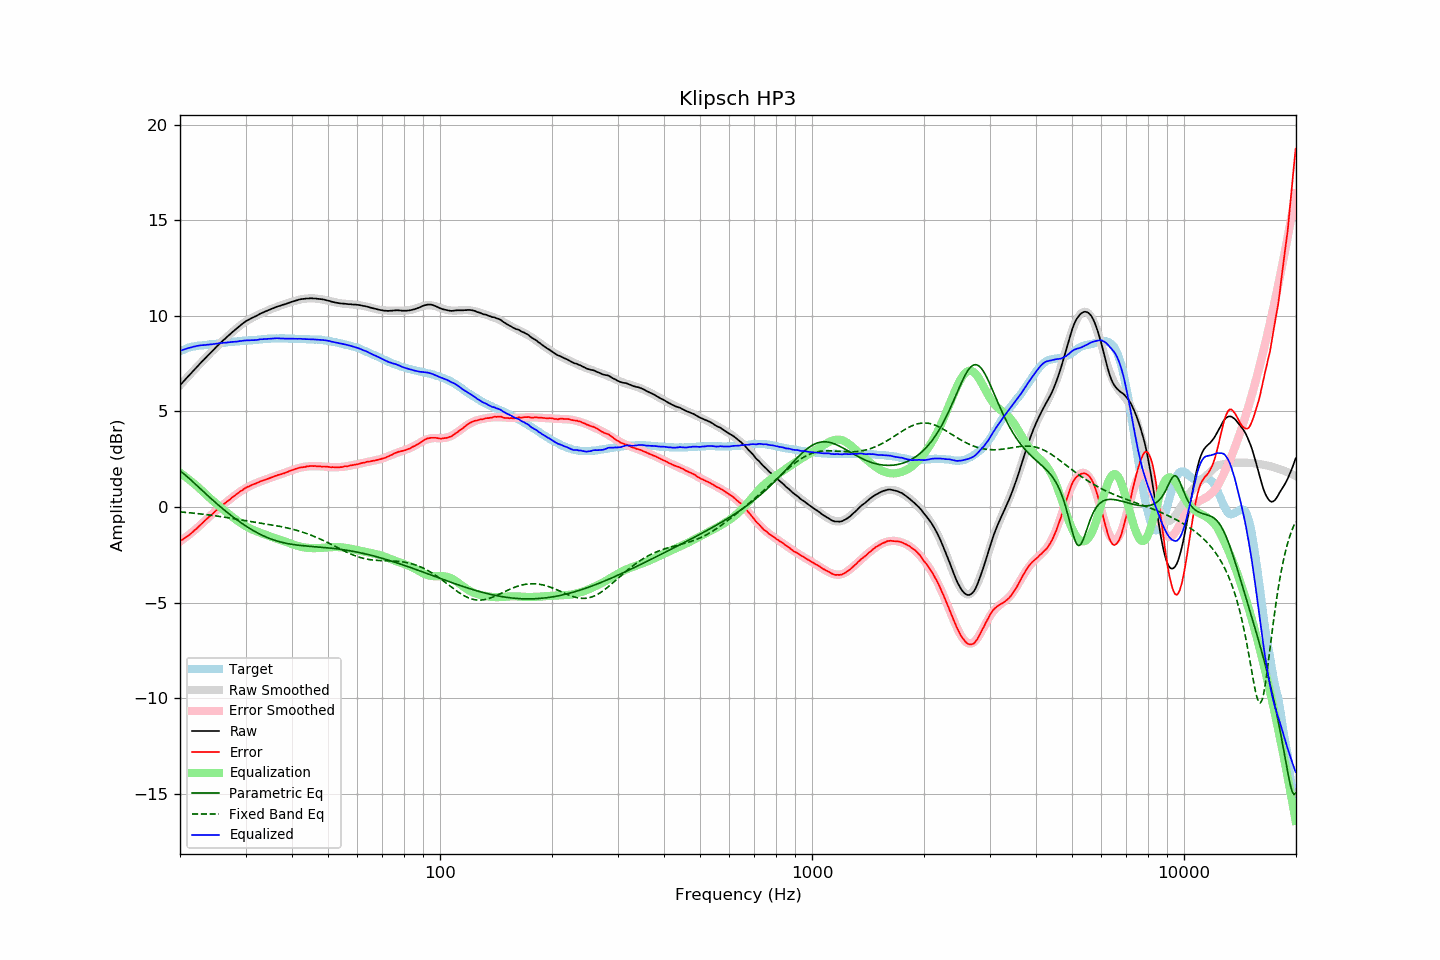 Klipsch HP3
Amplitude (dBr)
20
15
10
5
0
−5
−10
−15
Target
Raw Smoothed
Error Smoothed
Raw
Error
Equalization
Parametric Eq
Fixed Band Eq
Equalized
100
1000
10000
Frequency (Hz)